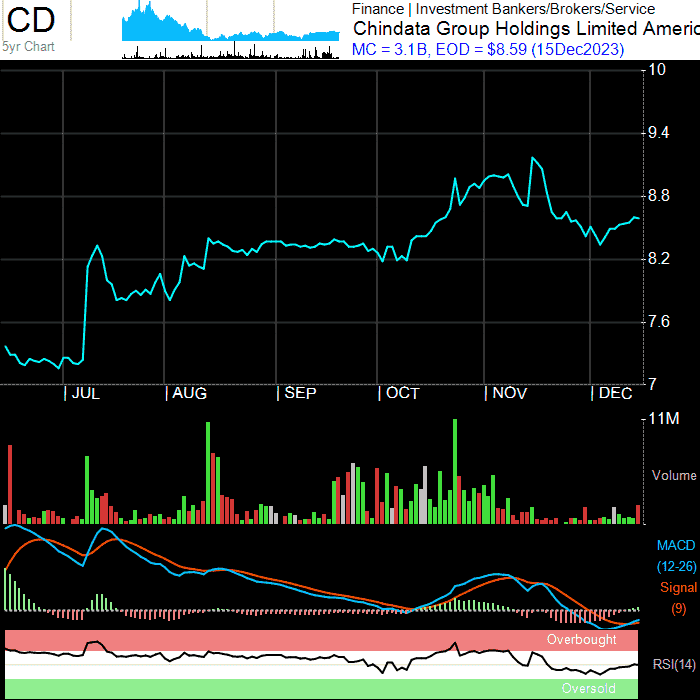 CD
5yr Chart
Finance | Investment Bankers/Brokers/Service
Chindata Group Holdings Limited Americ
MC = 3.1B, EOD = $8.59 (15Dec2023)
10
9.4
8.8
8.2
7.6
7
| JUL | AUG | SEP | OCT | NOV | DEC
11M
Volume
MACD
(12-26)
Signal
(9)
Overbought
RSI(14)
Oversold